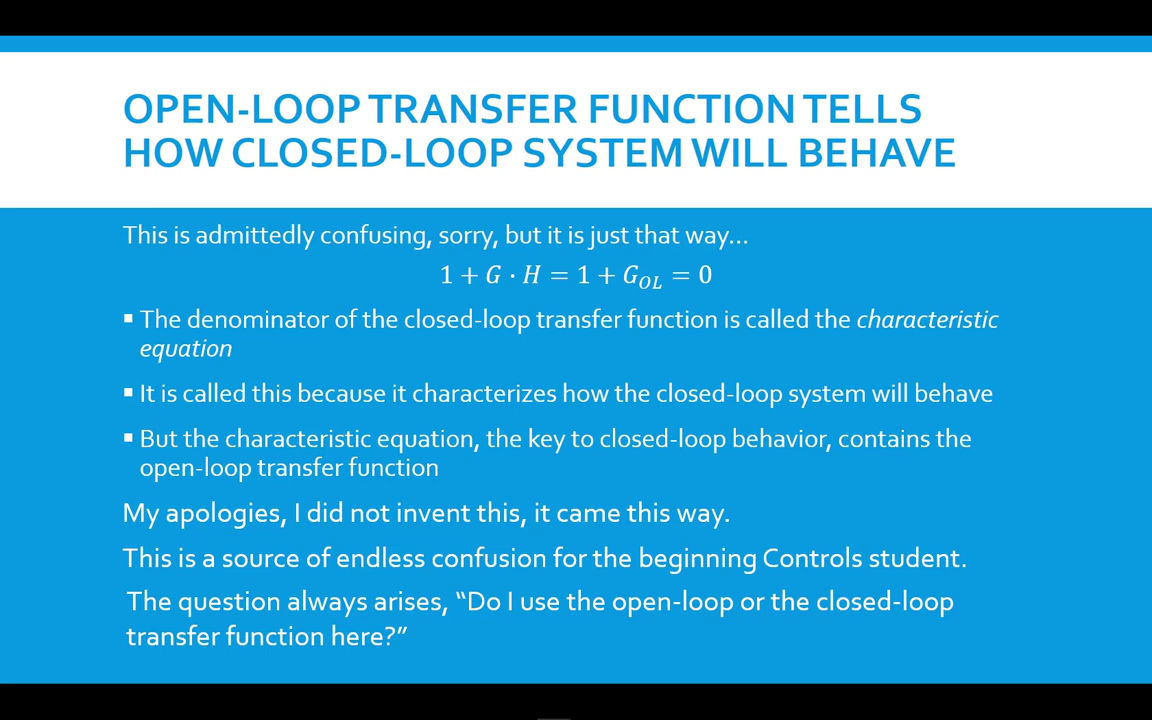 OPEN-LOOP TRANSFER FUNCTION TELLS
HOW CLOSED-LOOP SYSTEM WILL BEHAVE
This is admittedly confusing, sorry, but it is just that way…
1 + G · H = 1 + G_{OL} = 0
▪ The denominator of the closed-loop transfer function is called the characteristic
equation
▪ It is called this because it characterizes how the closed-loop system will behave
▪ But the characteristic equation, the key to closed-loop behavior, contains the
open-loop transfer function
My apologies, I did not invent this, it came this way.
This is a source of endless confusion for the beginning Controls student.
The question always arises, “Do I use the open-loop or the closed-loop
transfer function here?”